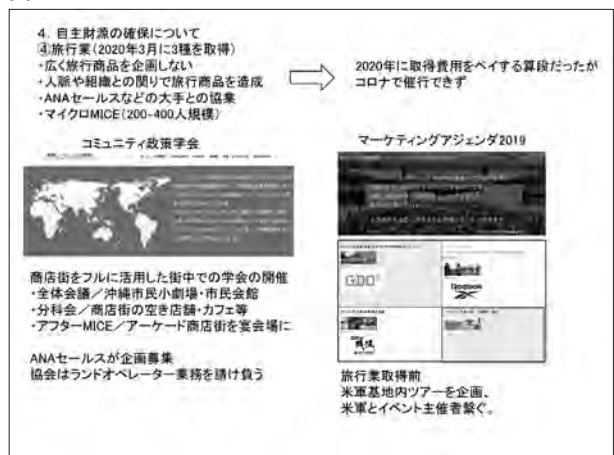 4．自主財源の確保について
④旅行業(2020年3月に3種を取得)
・広く旅行商品を企画しない
・人脈や組織との関りで旅行商品を造成
・ANAセールスなどの大手との協業
・マイクロMICE(200-400人規模)
2020年に取得費用をペイする算段だったが
コロナで催行できず
コミュニティ政策学会
商店街をフルに活用した街中での学会の開催
・全体会議／沖縄市民小劇場・市民会館
・分科会／商店街の空き店舗・カフェ等
・アフターMICE／アーケード商店街を宴会場に
ANAセールスが企画募集
協会はランドオペレーター業務を請け負う
マーケティングアジェンダ2019
GDO
Reebok
旅行業取得前
米軍基地内ツアーを企画、
米軍とイベント主催者繋ぐ。